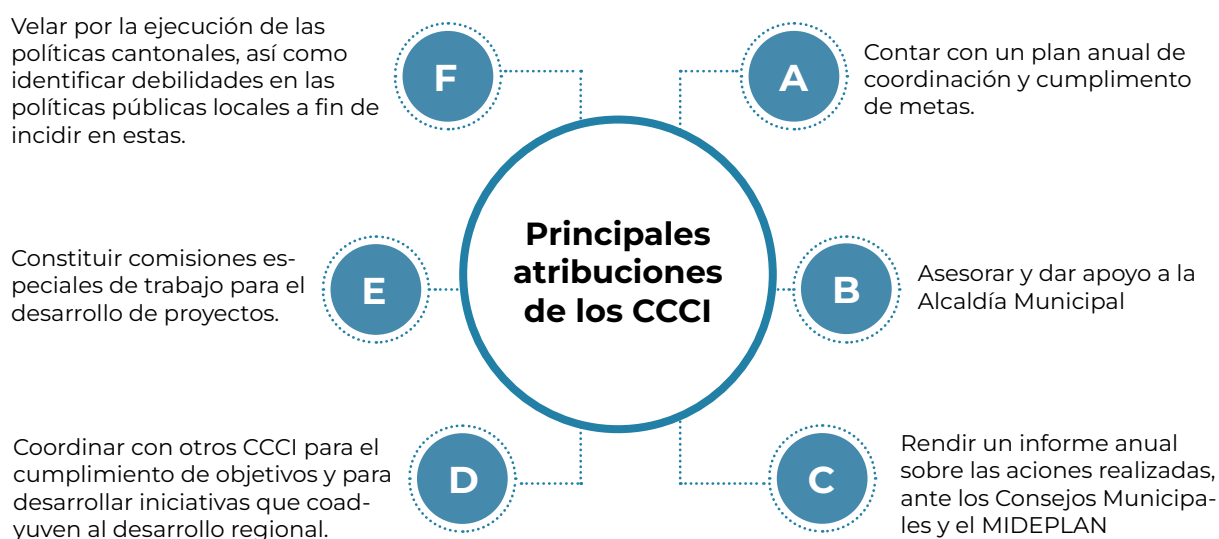 Principales
atribuciones
de los CCCI
A
Contar con un plan anual de
coordinación y cumplimento
de metas.
B
Asesorar y dar apoyo a la
Alcaldía Municipal
C
Rendir un informe anual
sobre las acciones realizadas,
ante los Consejos Municipa-
les y el MIDEPLAN
D
Coordinar con otros CCCI para el
cumplimiento de objetivos y para
desarrollar iniciativas que coad-
yuven al desarrollo regional.
E
Constituir comisiones es-
peciales de trabajo para el
desarrollo de proyectos.
F
Velar por la ejecución de las
políticas cantonales, así como
identificar debilidades en las
políticas públicas locales a fin de
incidir en estas.